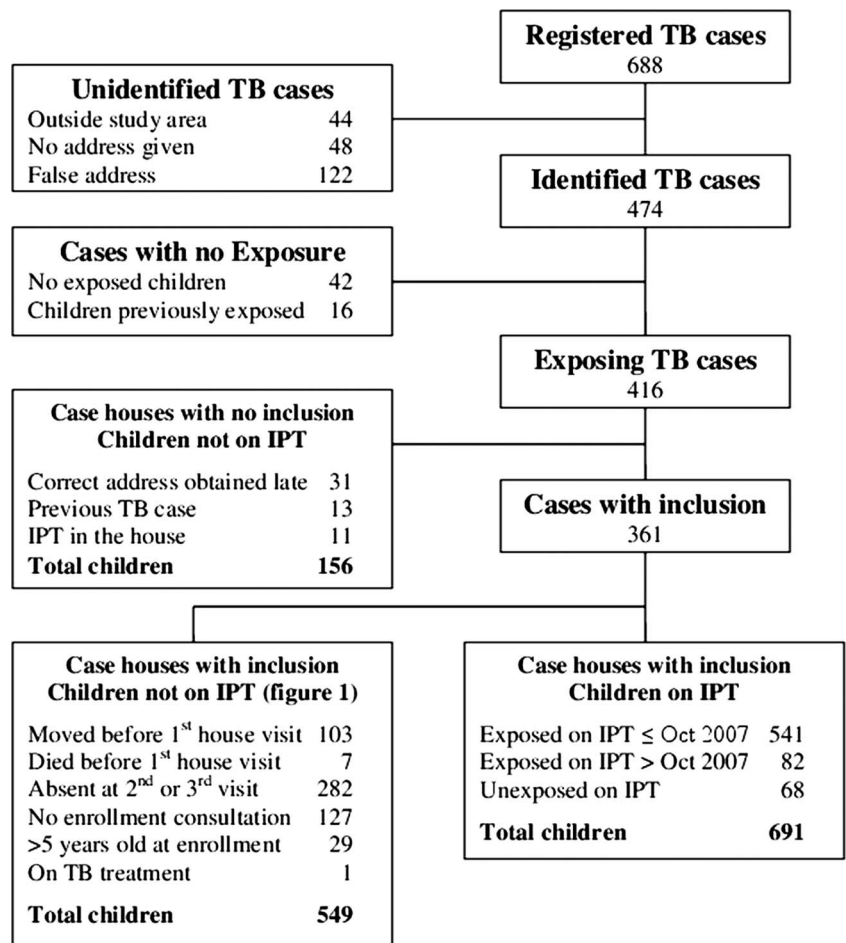 Registered TB cases
688
Unidentified TB cases
Outside study area 44
No address given 48
False address 122
Identified TB cases
474
Cases with no Exposure
No exposed children 42
Children previously exposed 16
Exposing TB cases
416
Case houses with no inclusion
Children not on IPT
Correct address obtained late 31
Previous TB case 13
IPT in the house 11
Total children 156
Cases with inclusion
361
Case houses with inclusion
Children not on IPT (figure 1)
Moved before 1st house visit 103
Died before 1st house visit 7
Absent at 2nd or 3rd visit 282
No enrollment consultation 127
>5 years old at enrollment 29
On TB treatment 1
Total children 549
Case houses with inclusion
Children on IPT
Exposed on IPT ≤ Oct 2007 541
Exposed on IPT > Oct 2007 82
Unexposed on IPT 68
Total children 691